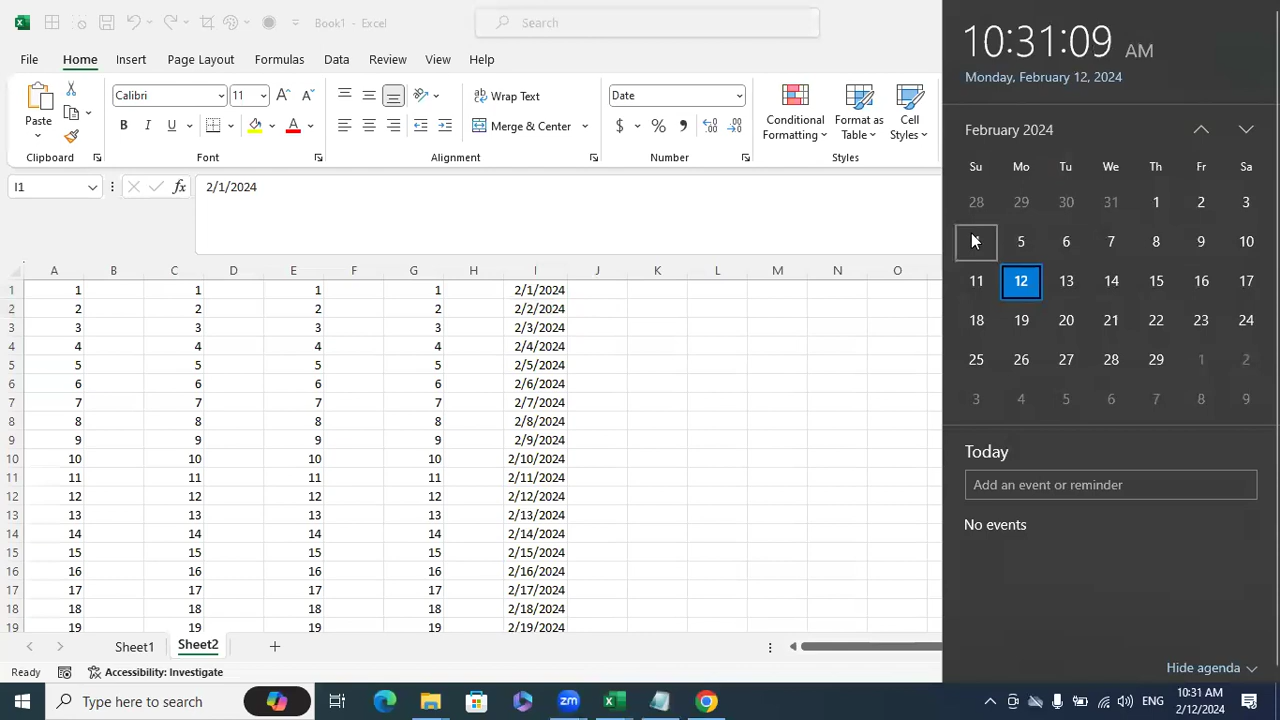 Book1 - Excel
Search
File Home Insert Page Layout Formulas Data Review View Help
Paste
Calibri 11
B I U A
Wrap Text
Merge & Center
Date
$ % 9
Conditional Formatting
Format as Table
Cell Styles
Clipboard Font Alignment Number Styles
I1 fx 2/1/2024
A B C D E F G H I J K L M N O
1 1 1 1 1 2/1/2024
2 2 2 2 2 2/2/2024
3 3 3 3 3 2/3/2024
4 4 4 4 4 2/4/2024
5 5 5 5 5 2/5/2024
6 6 6 6 6 2/6/2024
7 7 7 7 7 2/7/2024
8 8 8 8 8 2/8/2024
9 9 9 9 9 2/9/2024
10 10 10 10 10 2/10/2024
11 11 11 11 11 2/11/2024
12 12 12 12 12 2/12/2024
13 13 13 13 13 2/13/2024
14 14 14 14 14 2/14/2024
15 15 15 15 15 2/15/2024
16 16 16 16 16 2/16/2024
17 17 17 17 17 2/17/2024
18 18 18 18 18 2/18/2024
19 19 19 19 19 2/19/2024
Sheet1 Sheet2
Ready Accessibility: Investigate
10:31:09 AM
Monday, February 12, 2024
February 2024
Su Mo Tu We Th Fr Sa
28 29 30 31 1 2 3
5 6 7 8 9 10
11 12 13 14 15 16 17
18 19 20 21 22 23 24
25 26 27 28 29 1 2
3 4 5 6 7 8 9
Today
Add an event or reminder
No events
Hide agenda
Type here to search
zm
ENG
10:31 AM
2/12/2024